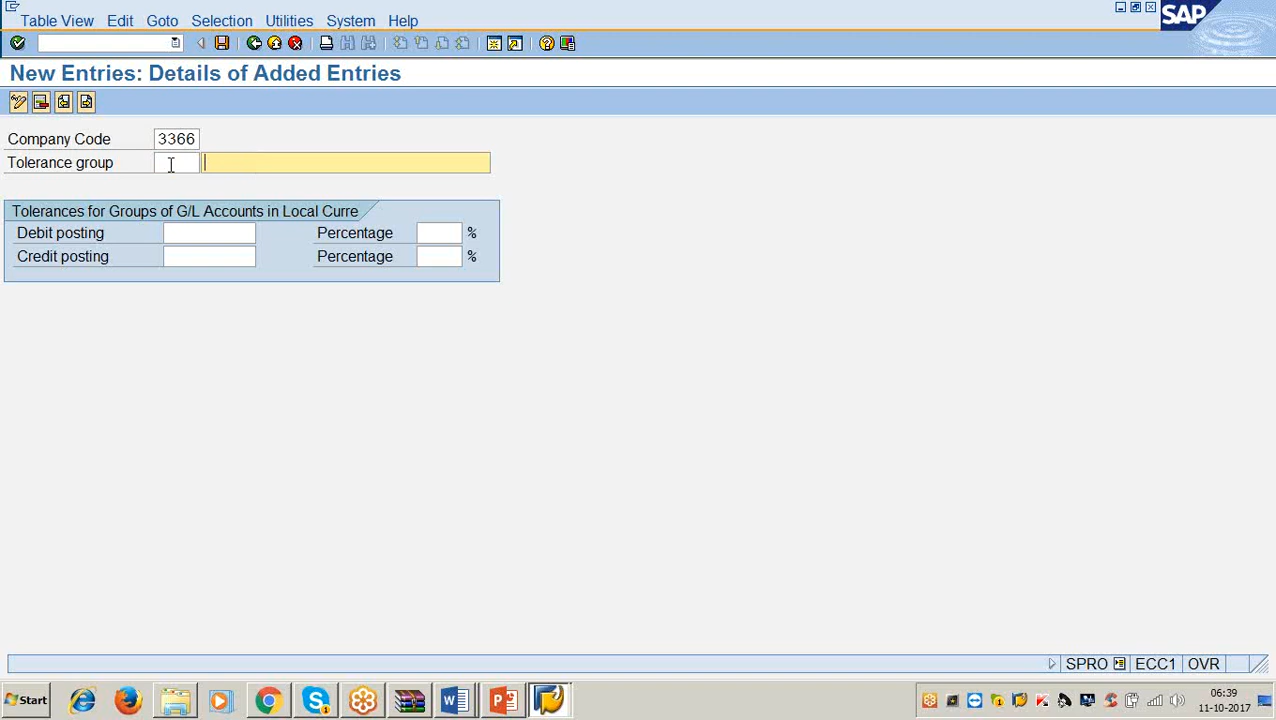 Table View Edit Goto Selection Utilities System Help
SAP
New Entries: Details of Added Entries
Company Code 3366
Tolerance group
Tolerances for Groups of G/L Accounts in Local Curre
Debit posting Percentage %
Credit posting Percentage %
SPRO ECC1 OVR
Start
06:39
11-10-2017